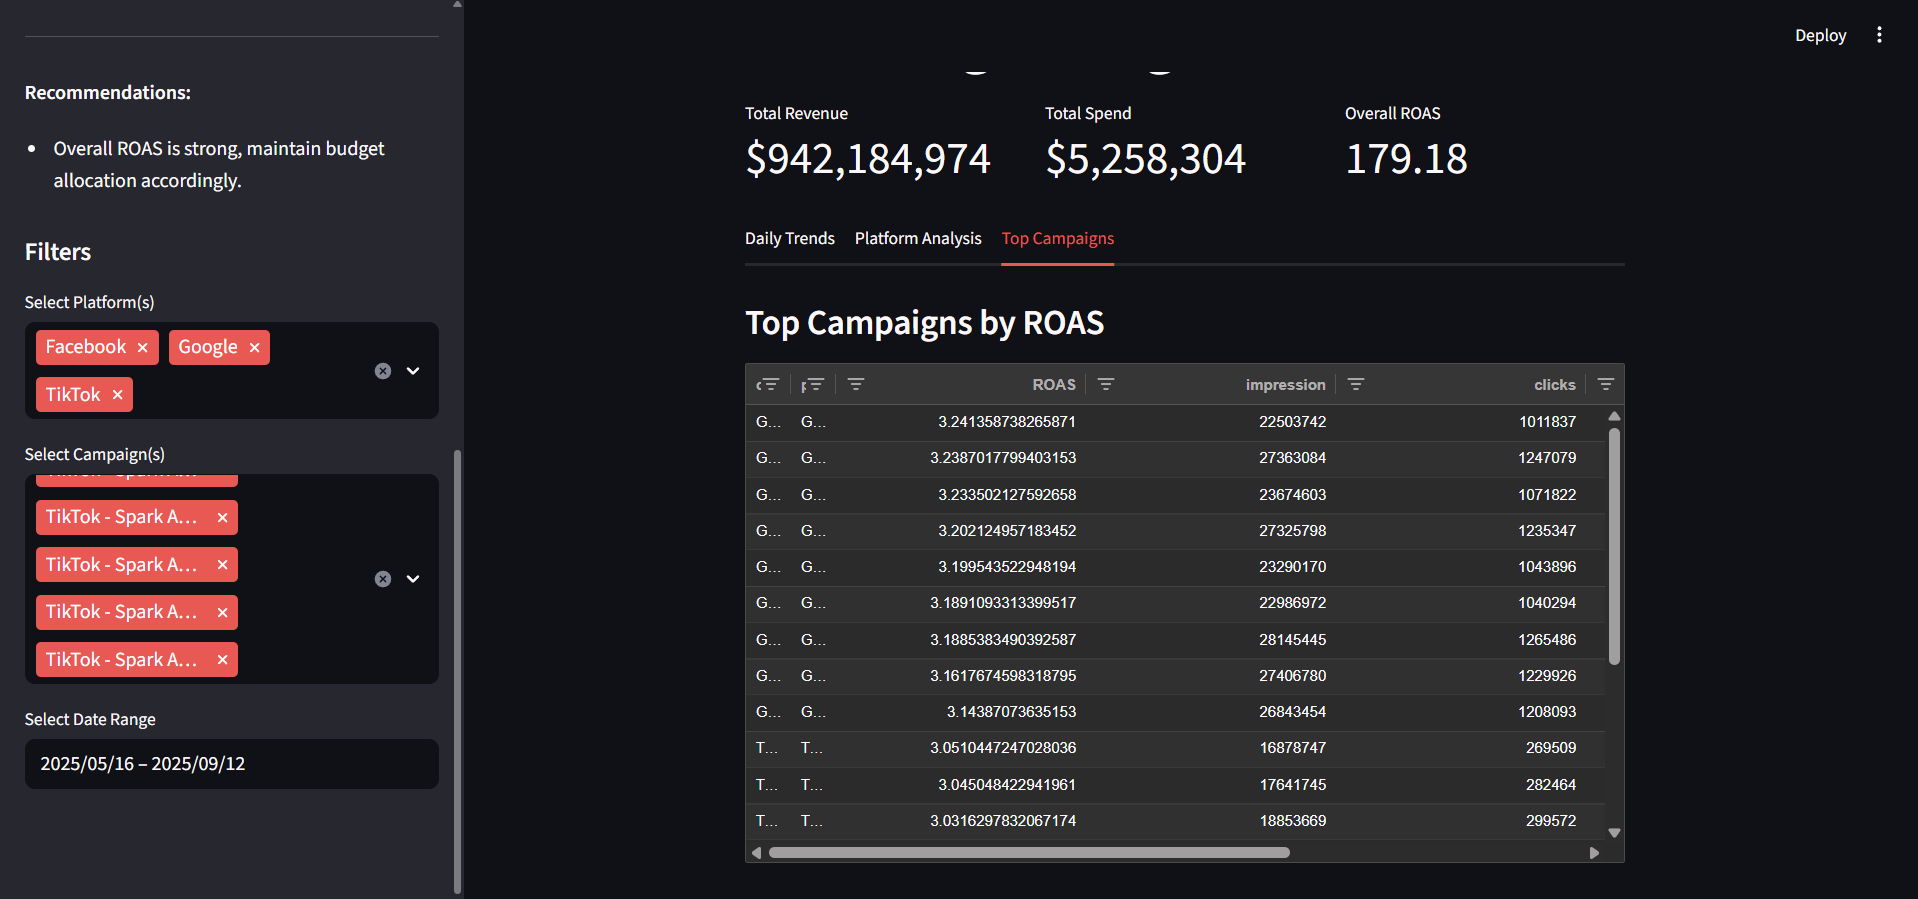 Recommendations:
Overall ROAS is strong, maintain budget
allocation accordingly.
Filters
Select Platform(s)
Facebook
Google
TikTok
Select Campaign(s)
TikTok - Spark A...
TikTok - Spark A...
TikTok - Spark A...
TikTok - Spark A...
Select Date Range
2025/05/16 – 2025/09/12
Deploy
Total Revenue Total Spend Overall ROAS
$942,184,974 $5,258,304 179.18
Daily Trends Platform Analysis Top Campaigns
Top Campaigns by ROAS
ROAS impression clicks
G... G... 3.241358738265871 22503742 1011837
G... G... 3.2387017799403153 27363084 1247079
G... G... 3.233502127592658 23674603 1071822
G... G... 3.202124957183452 27325798 1235347
G... G... 3.199543522948194 23290170 1043896
G... G... 3.1891093313399517 22986972 1040294
G... G... 3.1885383490392587 28145445 1265486
G... G... 3.1617674598318795 27406780 1229926
G... G... 3.14387073635153 26843454 1208093
T... T... 3.0510447247028036 16878747 269509
T... T... 3.045048422941961 17641745 282464
T... T... 3.0316297832067174 18853669 299572